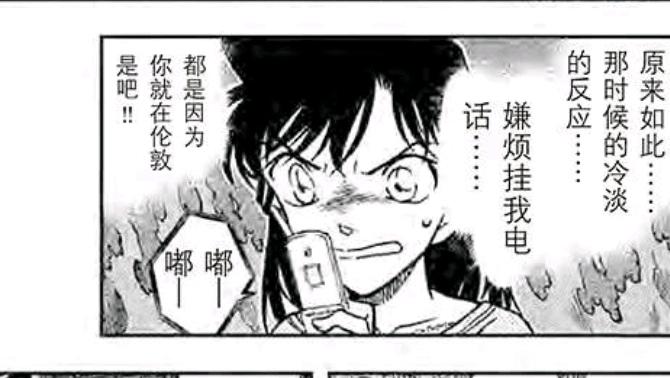 原来如此……
那时候的冷淡
的反应……
嫌烦挂我电
话……
都是因为
你就在伦敦
是吧!!
嘟—
嘟—